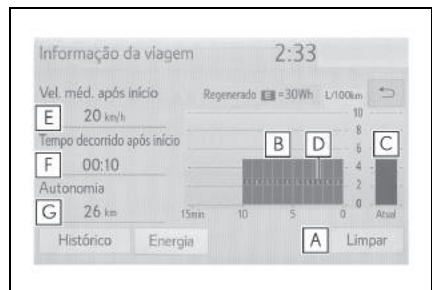 Informação da viagem 2:33
Vel. méd. após início Regenerado E =30Wh L/100km
E 20 km/h
Tempo decorrido após início
F 00:10
Autonomia
G 26 km
B D C
10
8
6
4
2
0
15min 10 5 0 Atual
Histórico Energia A Limpar